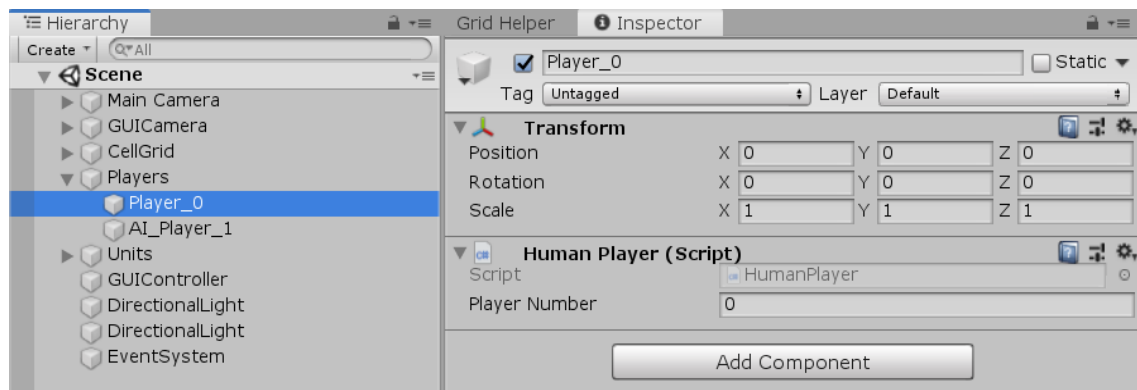 Hierarchy
Create
All
Scene
Main Camera
GUICamera
CellGrid
Players
Player_0
AI_Player_1
Units
GUIController
DirectionalLight
DirectionalLight
EventSystem
Grid Helper Inspector
Player_0 Static
Tag Untagged Layer Default
Transform
Position X 0 Y 0 Z 0
Rotation X 0 Y 0 Z 0
Scale X 1 Y 1 Z 1
Human Player (Script)
Script HumanPlayer
Player Number 0
Add Component